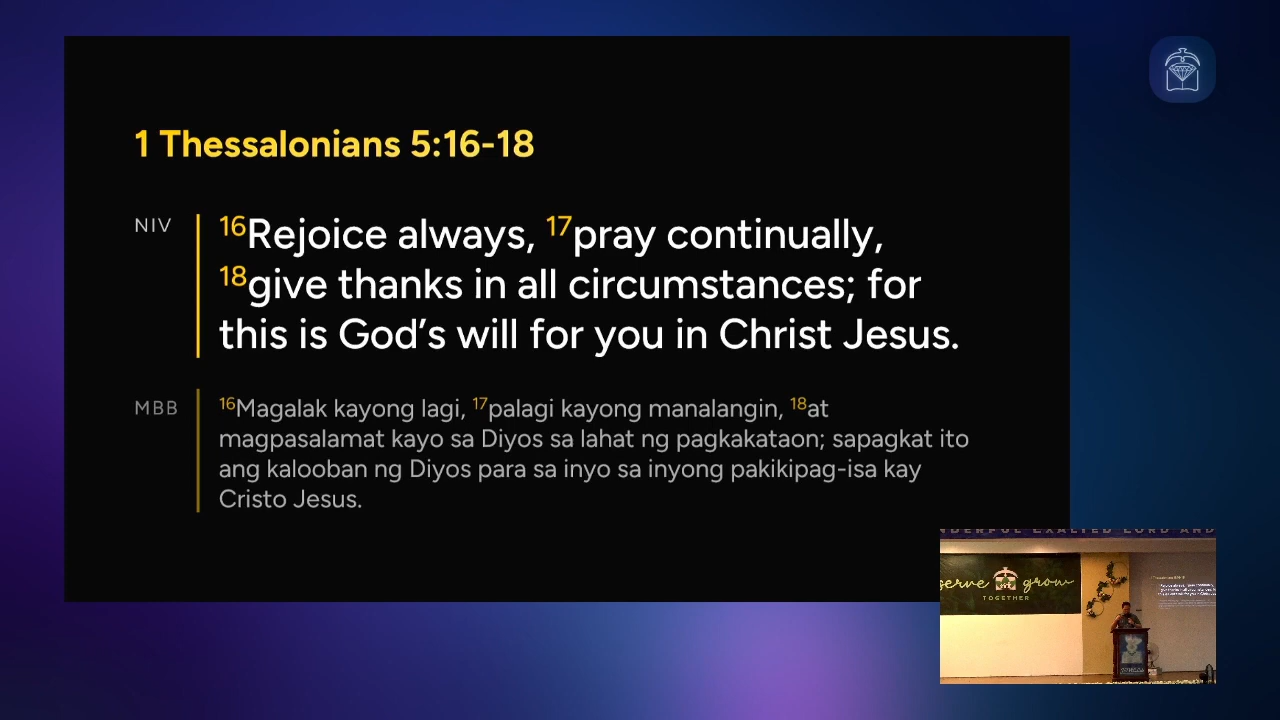 1 Thessalonians 5:16-18
NIV
16Rejoice always, 17pray continually,
18give thanks in all circumstances; for
this is God’s will for you in Christ Jesus.
MBB
16Magalak kayong lagi, 17palagi kayong manalangin, 18at
magpasalamat kayo sa Diyos sa lahat ng pagkakataon; sapagkat ito
ang kalooban ng Diyos para sa inyo sa inyong pakikipag-isa kay
Cristo Jesus.
EXALTED LORD AND
serve grow
TOGETHER